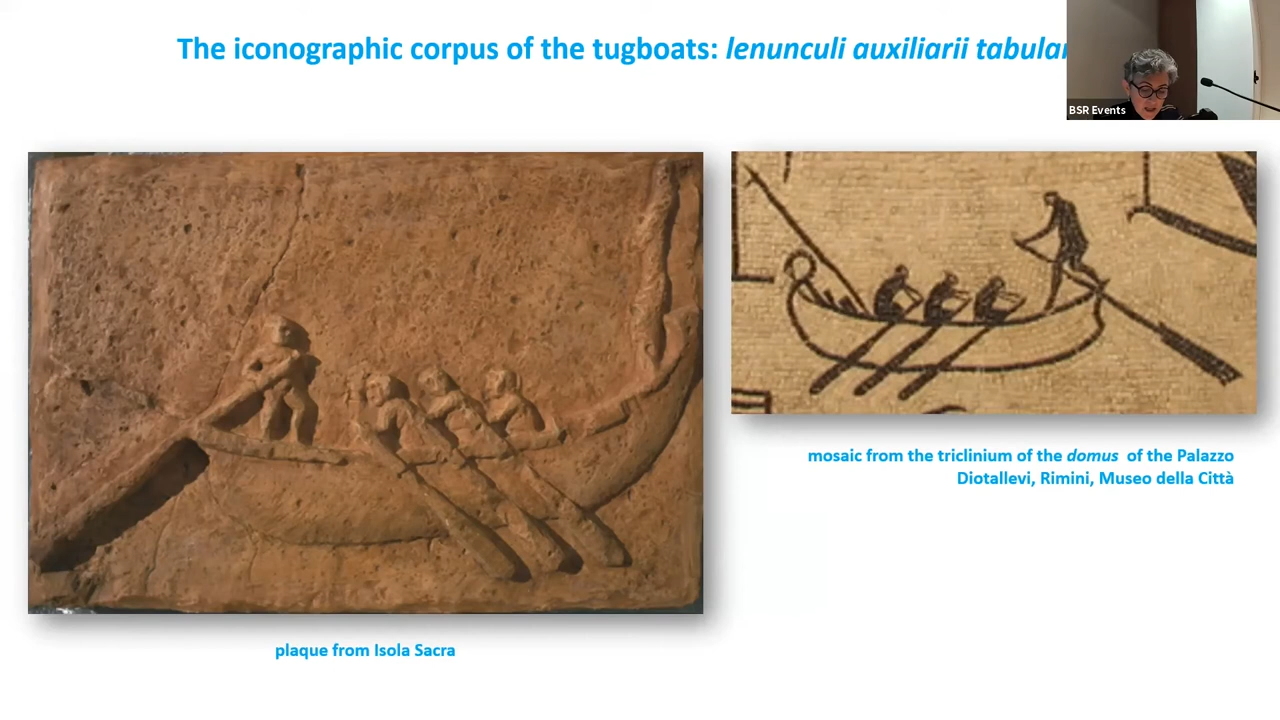 The iconographic corpus of the tugboats: lenunculi auxiliarii
BSR Events
mosaic from the triclinium of the domus of the Palazzo
Diotallevi, Rimini, Museo della Città
plaque from Isola Sacra